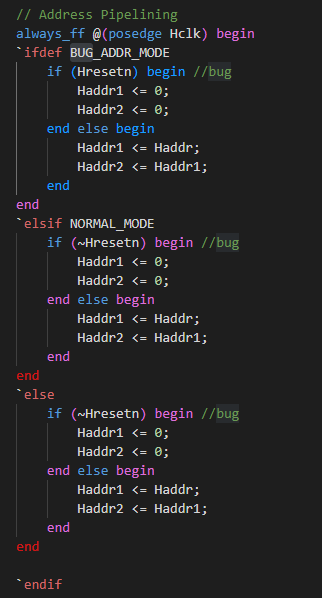 // Address Pipelining
always_ff @(posedge Hclk) begin
`ifdef BUG_ADDR_MODE
    if (Hresetn) begin //bug
        Haddr1 <= 0;
        Haddr2 <= 0;
    end else begin
        Haddr1 <= Haddr;
        Haddr2 <= Haddr1;
    end
end
`elsif NORMAL_MODE
    if (~Hresetn) begin //bug
        Haddr1 <= 0;
        Haddr2 <= 0;
    end else begin
        Haddr1 <= Haddr;
        Haddr2 <= Haddr1;
    end
end
`else
    if (~Hresetn) begin //bug
        Haddr1 <= 0;
        Haddr2 <= 0;
    end else begin
        Haddr1 <= Haddr;
        Haddr2 <= Haddr1;
    end
end
`endif